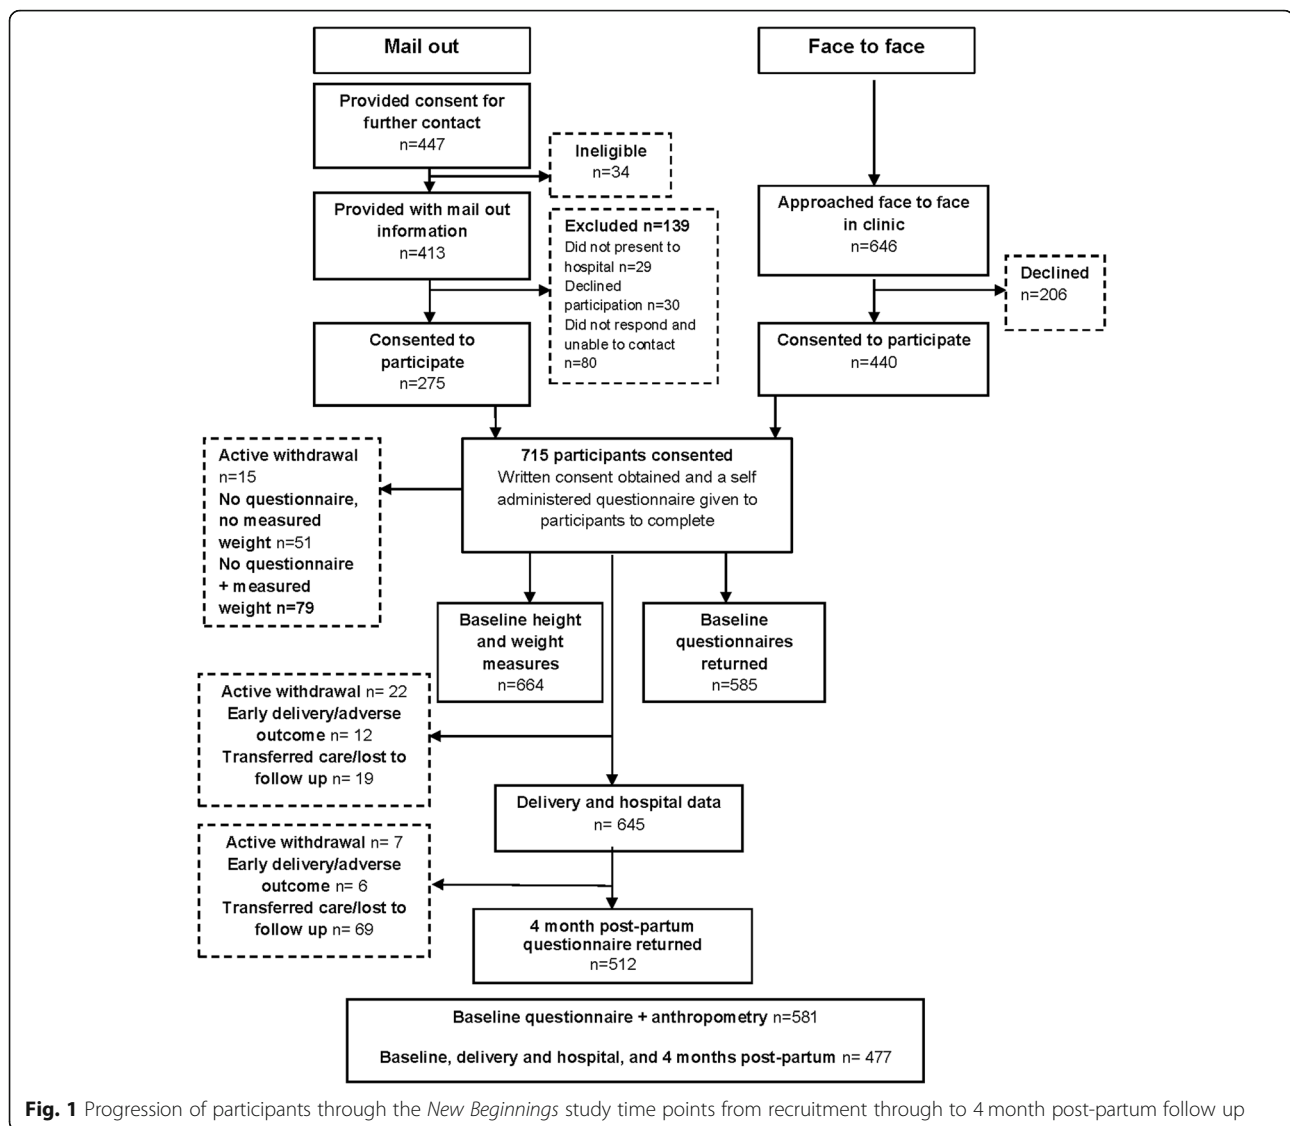 Mail out
Face to face
Provided consent for
further contact
n=447
Ineligible
n=34
Provided with mail out
information
n=413
Excluded n=139
Did not present to
hospital n=29
Declined
participation n=30
Did not respond and
unable to contact
n=80
Approached face to face
in clinic
n=646
Declined
n=206
Consented to
participate
n=275
Consented to participate
n=440
715 participants consented
Written consent obtained and a self
administered questionnaire given to
participants to complete
Active withdrawal
n=15
No questionnaire,
no measured
weight n=51
No questionnaire
+ measured
weight n=79
Baseline height
and weight
measures
n=664
Baseline
questionnaires
returned
n=585
Active withdrawal n= 22
Early delivery/adverse
outcome n= 12
Transferred care/lost to
follow up n= 19
Delivery and hospital data
n= 645
Active withdrawal n= 7
Early delivery/adverse
outcome n= 6
Transferred care/lost to
follow up n= 69
4 month post-partum
questionnaire returned
n=512
Baseline questionnaire + anthropometry n=581
Baseline, delivery and hospital, and 4 months post-partum n= 477
Fig. 1 Progression of participants through the New Beginnings study time points from recruitment through to 4 month post-partum follow up